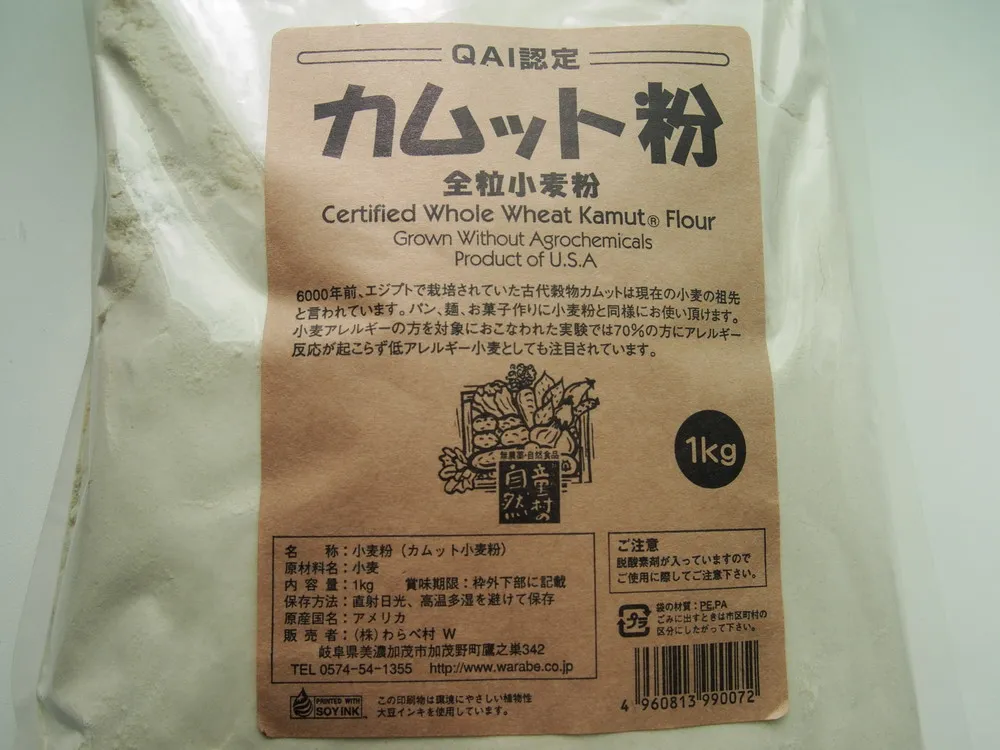 QAI認定
カムット粉
全粒小麦粉
Certified Whole Wheat Kamut® Flour
Grown Without Agrochemicals
Product of U.S.A
6000年前、エジプトで栽培されていた古代穀物カムットは現在の小麦の祖先
と言われています。パン、麺、お菓子作りに小麦粉と同様にお使い頂けます。
小麦アレルギーの方を対象におこなわれた実験では70%の方にアレルギー
反応が起こらず低アレルギー小麦としても注目されています。
無農薬・自然食品
童村の
自然
1kg
名　　称：小麦粉（カムット小麦粉）
原材料名：小麦
内 容 量：1kg　　賞味期限：枠外下部に記載
保存方法：直射日光、高温多湿を避けて保存
原産国名：アメリカ
販 売 者：（株）わらべ村 W
岐阜県美濃加茂市加茂野町鷹之巣342
TEL 0574-54-1355　http://www.warabe.co.jp
ご注意
脱酸素剤が入っていますので
ご使用に際してご注意下さい。
プラ
袋の材質：PE,PA
ごみに出すときは市区町村の
区分にしたがって下さい。
PRINTED WITH
SOY INK
この印刷物は環境にやさしい植物性
大豆インキを使用しています。
4 960813 990072